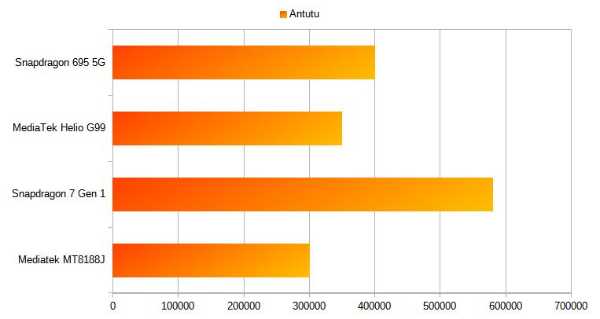 Antutu
Snapdragon 695 5G
MediaTek Helio G99
Snapdragon 7 Gen 1
Mediatek MT8188J
0 100000 200000 300000 400000 500000 600000 700000